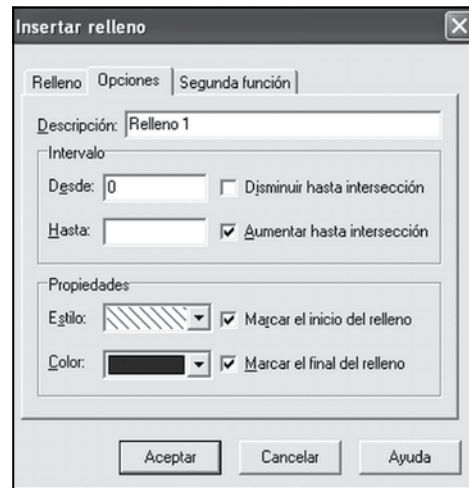 Insertar relleno
Relleno Opciones Segunda función
Descripción: Relleno 1
Intervalo
Desde: 0 Disminuir hasta intersección
Hasta: Aumentar hasta intersección
Propiedades
Estilo: Marcar el inicio del relleno
Color: Marcar el final del relleno
Aceptar Cancelar Ayuda